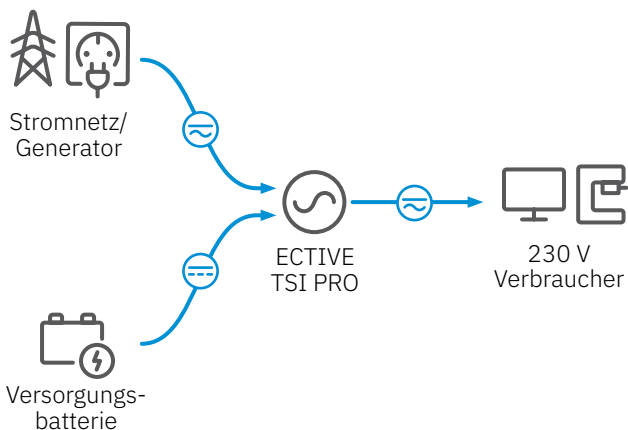 Stromnetz/
Generator
ECTIVE
TSI PRO
230 V
Verbraucher
Versorgungs-
batterie